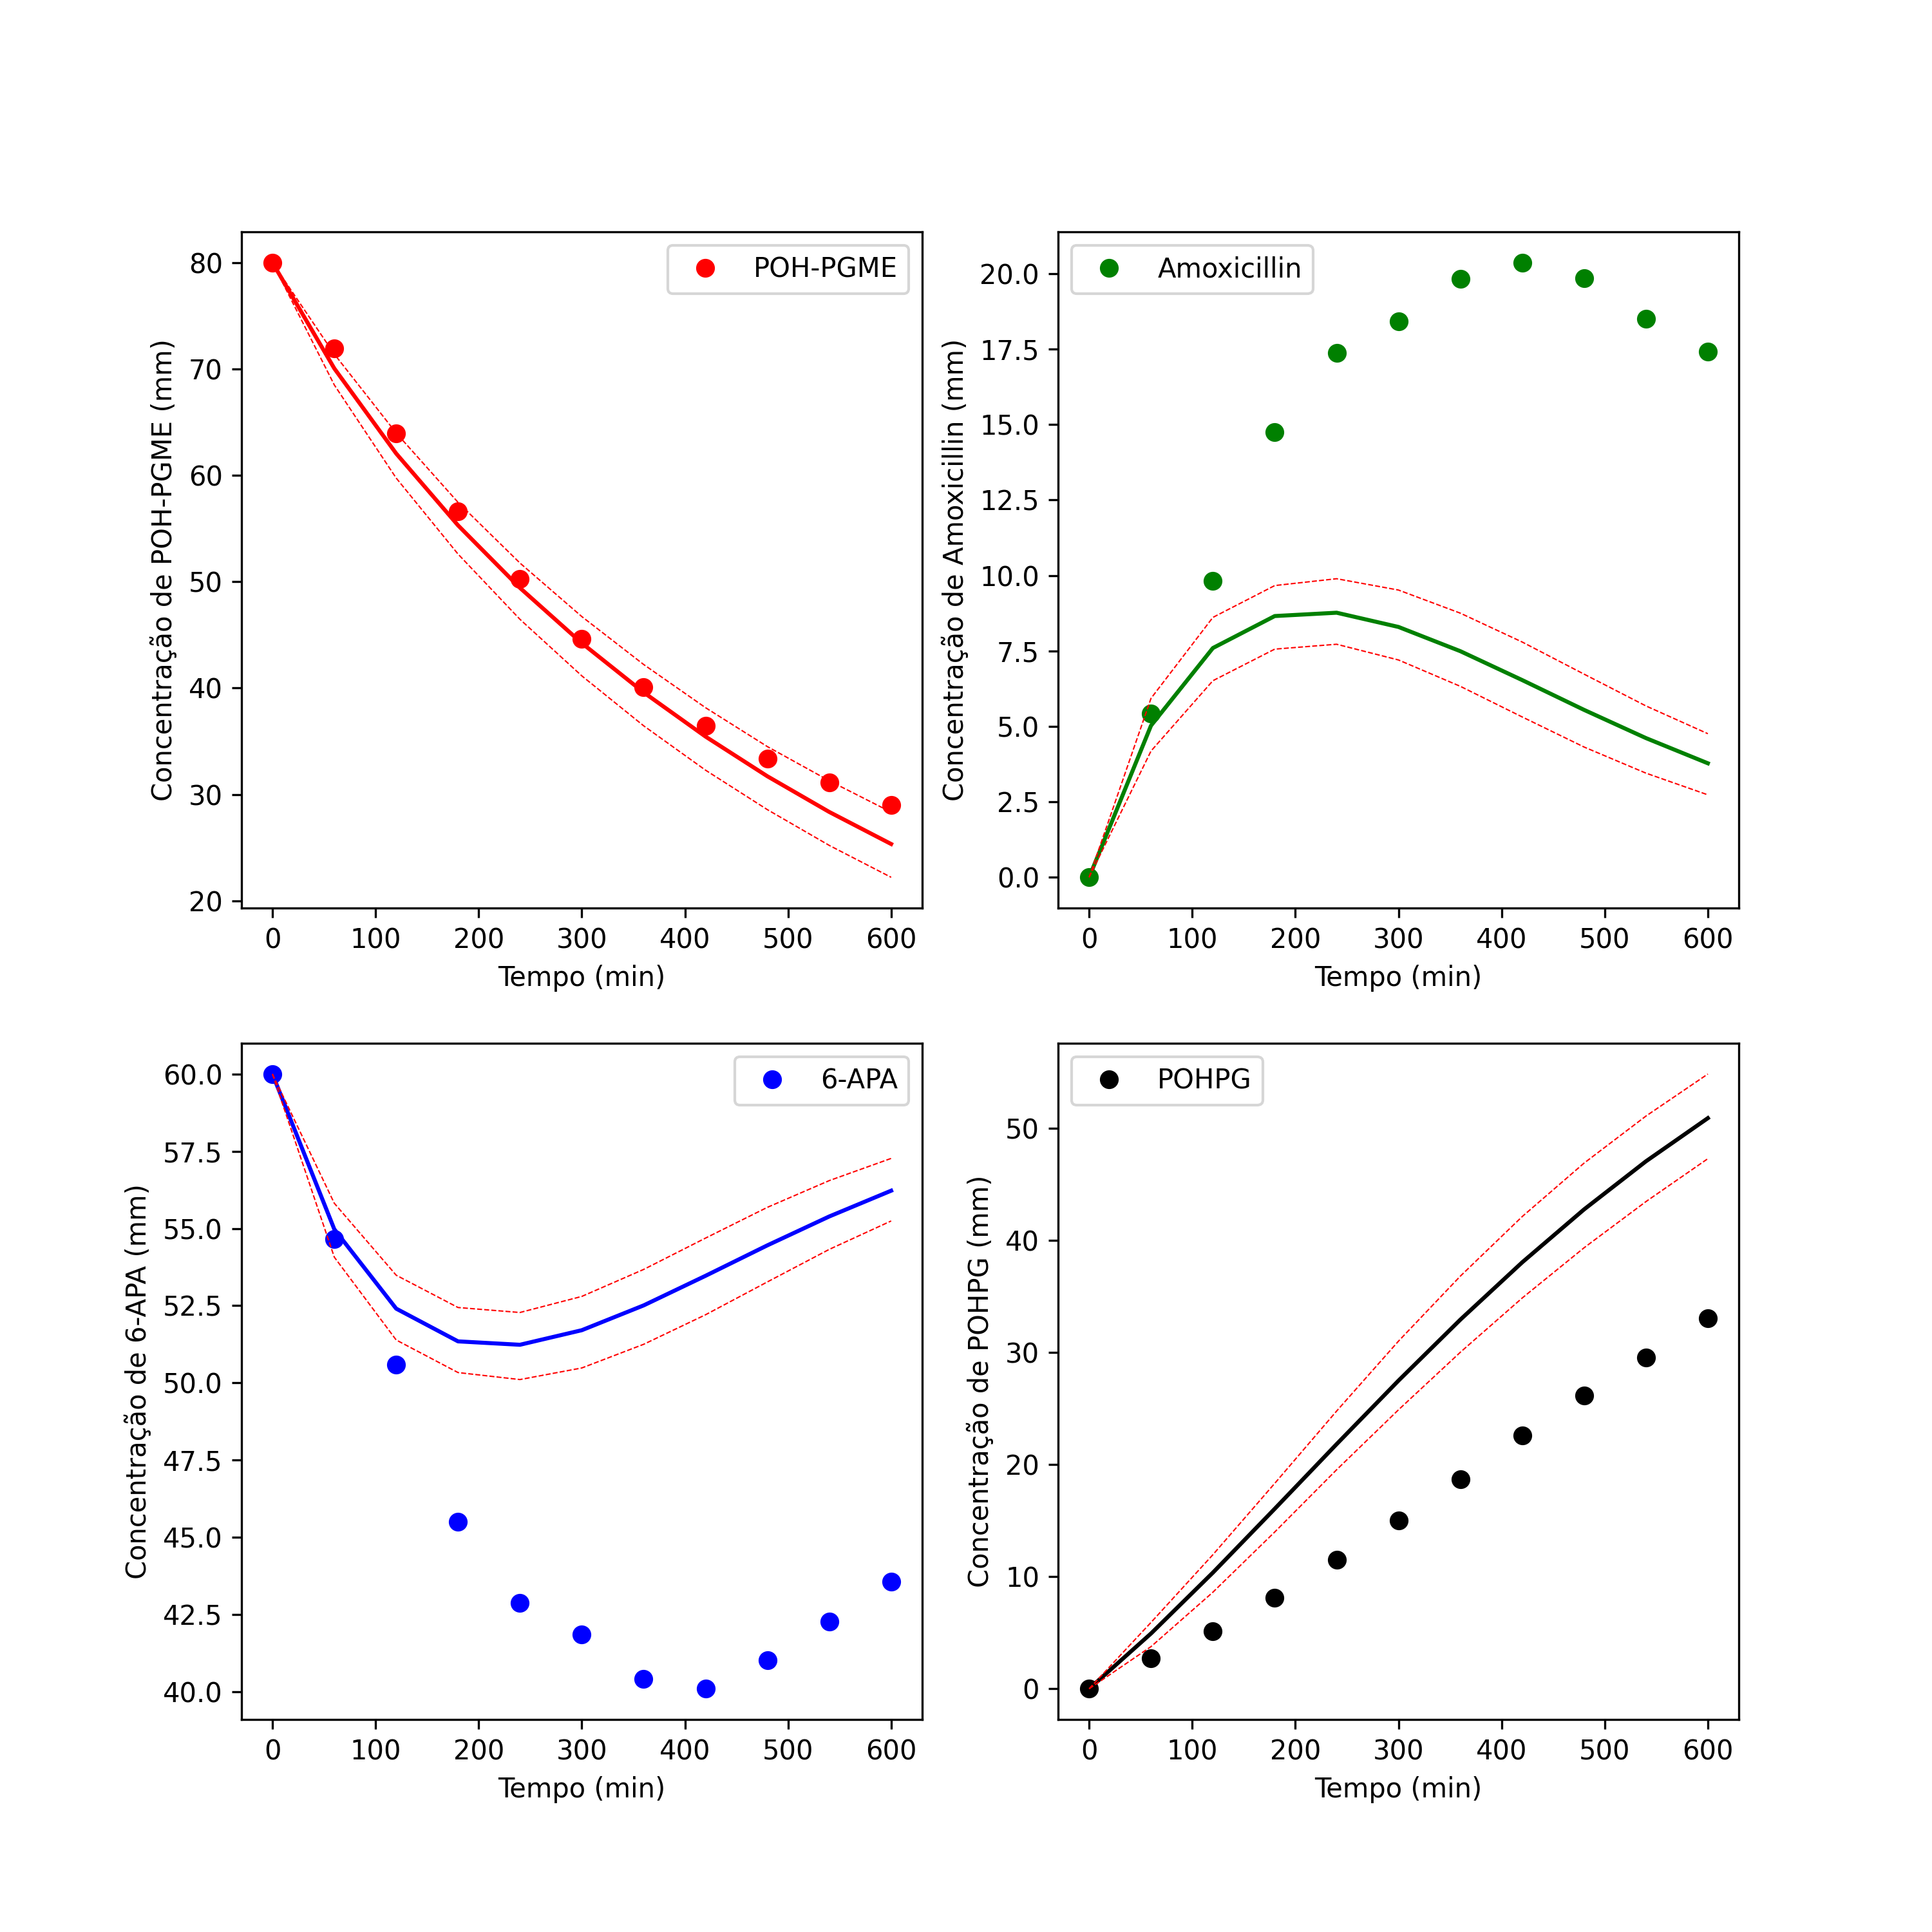 POH-PGME
Concentração de POH-PGME (mm)
80
70
60
50
40
30
20
0 100 200 300 400 500 600
Tempo (min)
Amoxicillin
Concentração de Amoxicillin (mm)
20.0
17.5
15.0
12.5
10.0
7.5
5.0
2.5
0.0
0 100 200 300 400 500 600
Tempo (min)
6-APA
Concentração de 6-APA (mm)
60.0
57.5
55.0
52.5
50.0
47.5
45.0
42.5
40.0
0 100 200 300 400 500 600
Tempo (min)
POHPG
Concentração de POHPG (mm)
50
40
30
20
10
0
0 100 200 300 400 500 600
Tempo (min)